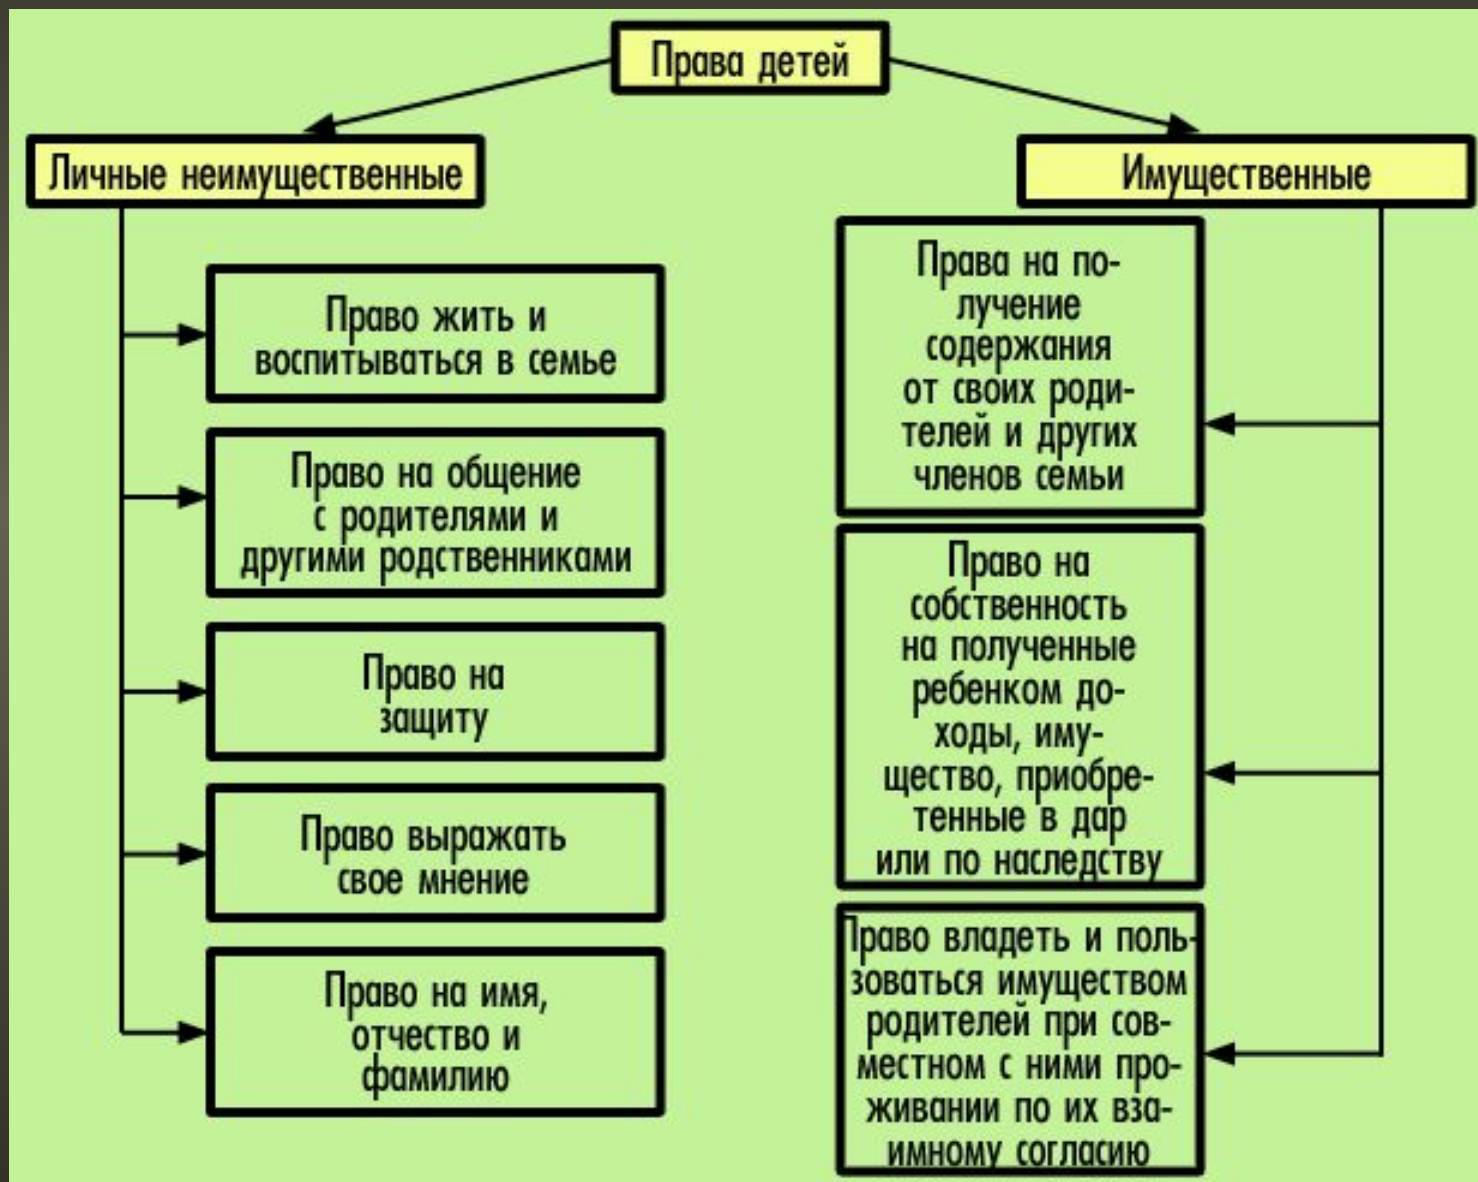 Права детей
Личные неимущественные
Право жить и
воспитываться в семье
Право на общение
с родителями и
другими родственниками
Право на
защиту
Право выражать
свое мнение
Право на имя,
отчество и
фамилию
Имущественные
Права на по-
лучение
содержания
от своих роди-
телей и других
членов семьи
Право на
собственность
на полученные
ребенком до-
ходы, иму-
щество, приобре-
тенные в дар
или по наследству
Право владеть и поль-
зоваться имуществом
родителей при сов-
местном с ними про-
живании по их вза-
имному согласию